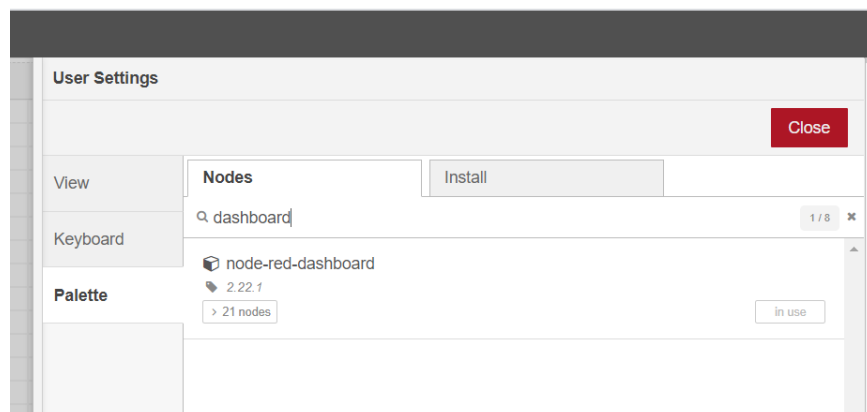 User Settings
Close
View
Keyboard
Palette
Nodes
Install
dashboard
1 / 8
node-red-dashboard
2.22.1
> 21 nodes
in use